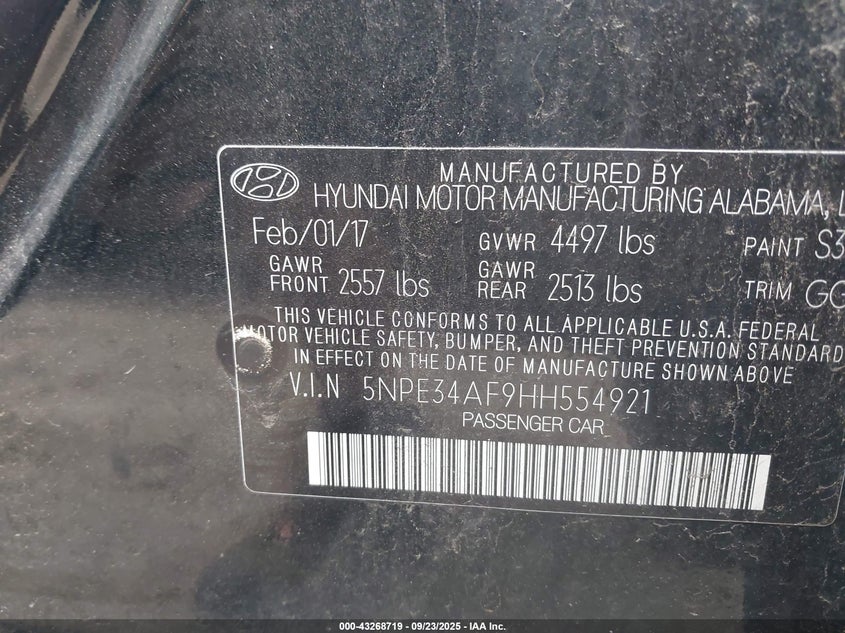 MANUFACTURED BY
HYUNDAI MOTOR MANUFACTURING ALABAMA, L
Feb/01/17 GVWR 4497 lbs PAINT S3
GAWR FRONT 2557 lbs GAWR REAR 2513 lbs TRIM GG
THIS VEHICLE CONFORMS TO ALL APPLICABLE U.S.A. FEDERAL
MOTOR VEHICLE SAFETY, BUMPER, AND THEFT PREVENTION STANDARD
IN EFFECT ON THE DATE OF MANUFACTURE SHOWN ABOVE
V.I.N 5NPE34AF9HH554921
PASSENGER CAR
000-43268719 - 09/23/2025 - IAA Inc.